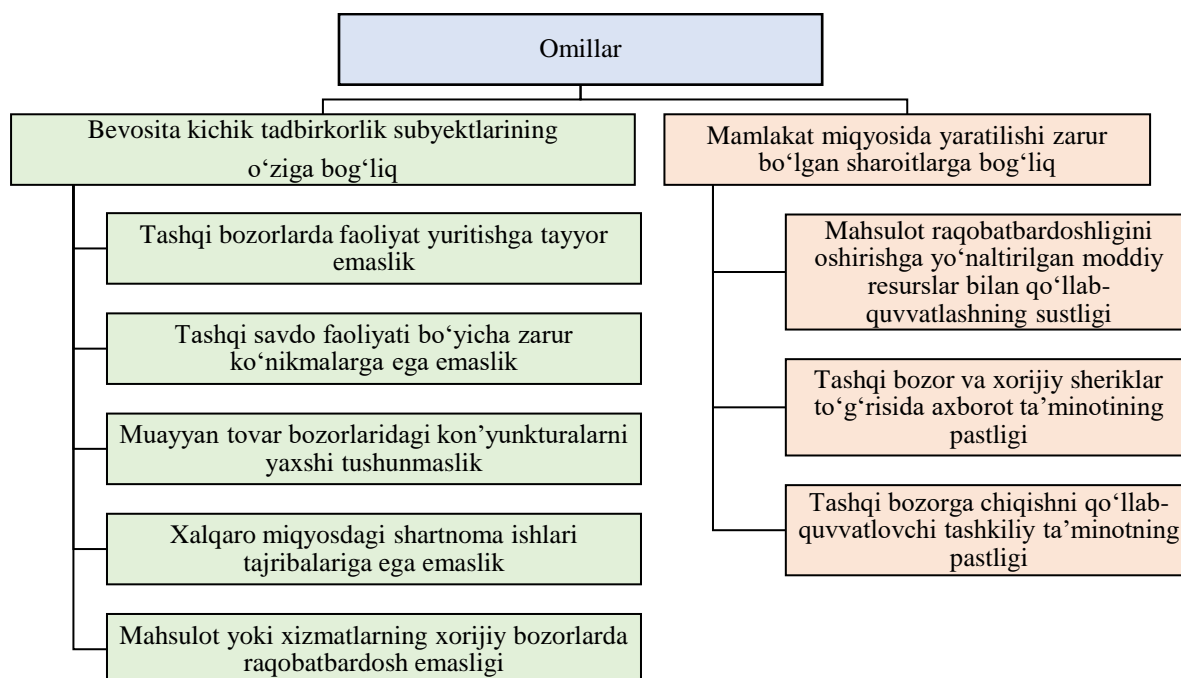 Omillar
Bevosita kichik tadbirkorlik subyektlarining
o‘ziga bog‘liq
Tashqi bozorlarda faoliyat yuritishga tayyor
emaslik
Tashqi savdo faoliyati bo‘yicha zarur
ko‘nikmalarga ega emaslik
Muayyan tovar bozorlaridagi kon’yunkturalarni
yaxshi tushunmaslik
Xalqaro miqyosdagi shartnoma ishlari
tajribalariga ega emaslik
Mahsulot yoki xizmatlarning xorijiy bozorlarda
raqobatbardosh emasligi
Mamlakat miqyosida yaratilishi zarur
bo‘lgan sharoitlarga bog‘liq
Mahsulot raqobatbardoshligini
oshirishga yo‘naltirilgan moddiy
resurslar bilan qo‘llab-
quvvatlashning sustligi
Tashqi bozor va xorijiy sheriklar
to‘g‘risida axborot ta’minotining
pastligi
Tashqi bozorga chiqishni qo‘llab-
quvvatlovchi tashkiliy ta’minotning
pastligi